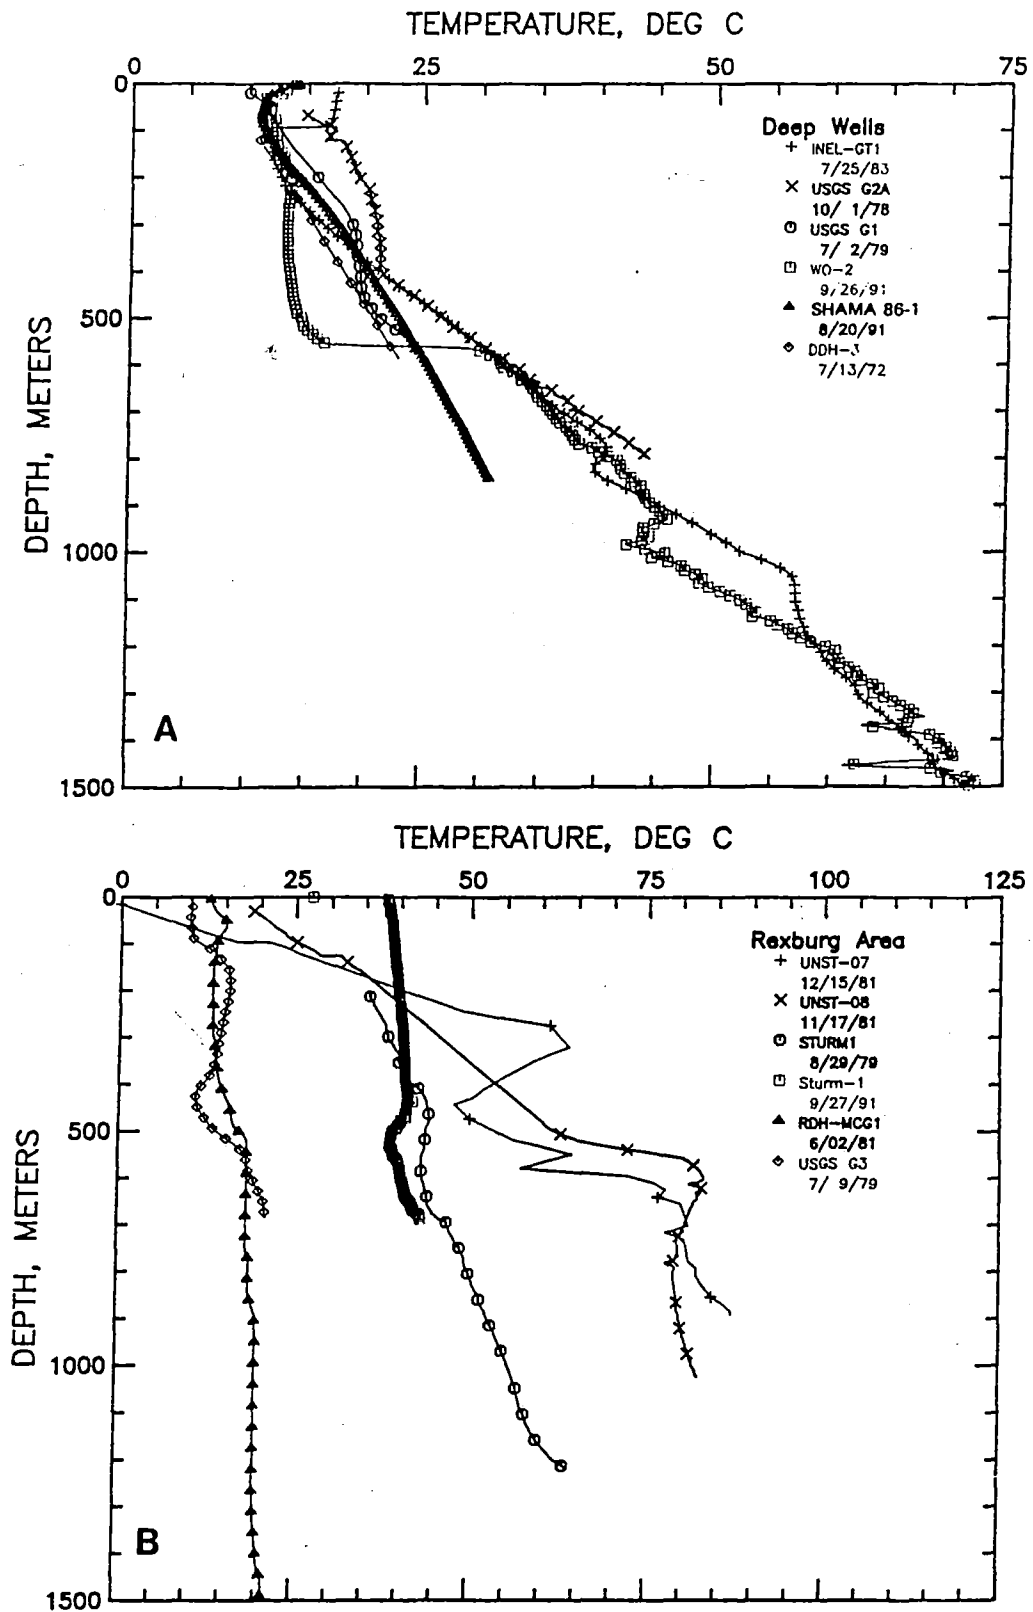 TEMPERATURE, DEG C
0 25 50 75
0
500
1000
1500
DEPTH, METERS
Deep Wells
INEL-GT1
7/25/83
USGS G2A
10/ 1/78
USGS G1
7/ 2/79
WO-2
9/26/91
SHAMA 86-1
8/20/91
DDH-3
7/13/72
A
TEMPERATURE, DEG C
0 25 50 75 100 125
0
500
1000
1500
DEPTH, METERS
Rexburg Area
UNST-07
12/15/81
UNST-08
11/17/81
STURM1
8/29/79
Sturm-1
9/27/91
RDH-MCG1
6/02/81
USGS G3
7/ 9/79
B